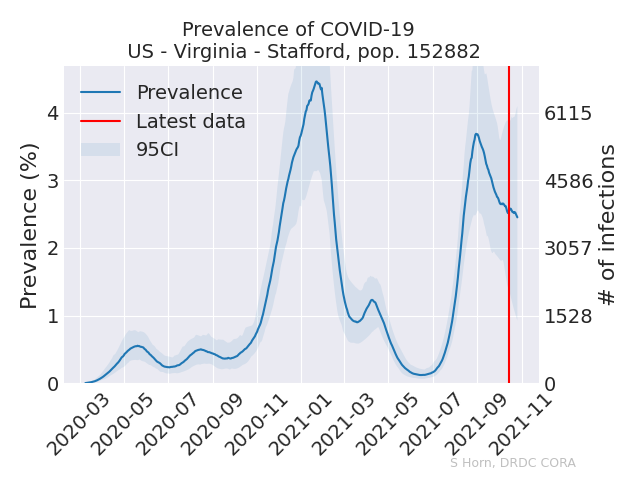 Prevalence of COVID-19
US - Virginia - Stafford, pop. 152882
Prevalence
Latest data
95CI
Prevalence (%)
4
3
2
1
0
6115
4586
3057
1528
0
# of infections
2020-03
2020-05
2020-07
2020-09
2020-11
2021-01
2021-03
2021-05
2021-07
2021-09
2021-11
S Horn, DRDC CORA